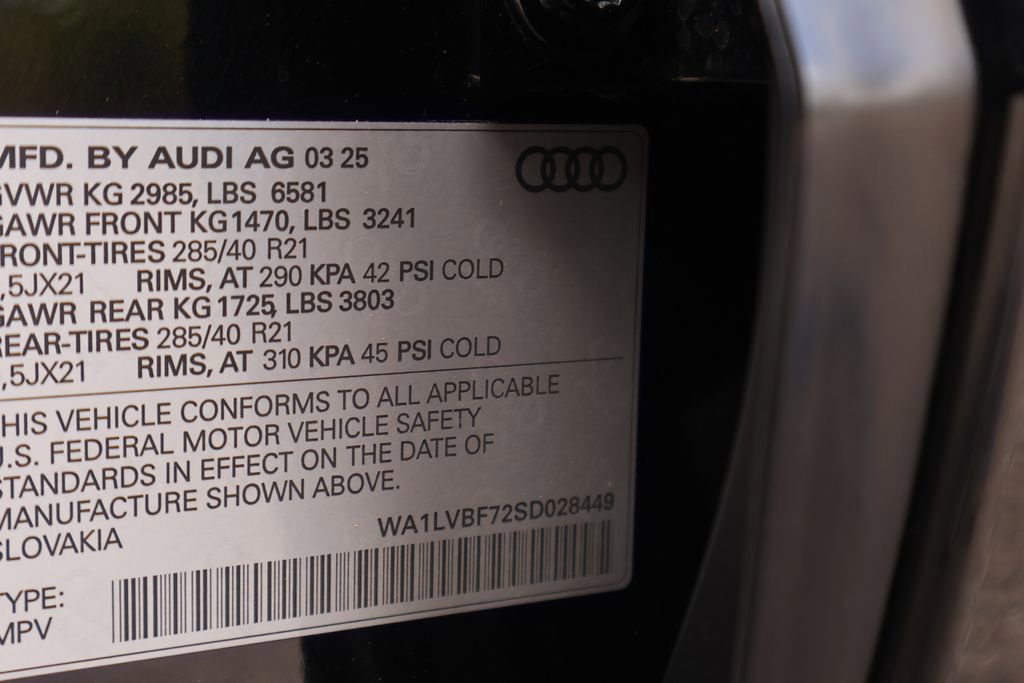 MFD. BY AUDI AG 03 25
GVWR KG 2985, LBS 6581
GAWR FRONT KG1470, LBS 3241
FRONT-TIRES 285/40 R21
,5JX21 RIMS, AT 290 KPA 42 PSI COLD
GAWR REAR KG 1725, LBS 3803
REAR-TIRES 285/40 R21
,5JX21 RIMS, AT 310 KPA 45 PSI COLD
THIS VEHICLE CONFORMS TO ALL APPLICABLE
U.S. FEDERAL MOTOR VEHICLE SAFETY
STANDARDS IN EFFECT ON THE DATE OF
MANUFACTURE SHOWN ABOVE.
SLOVAKIA
WA1LVBF72SD028449
TYPE:
MPV